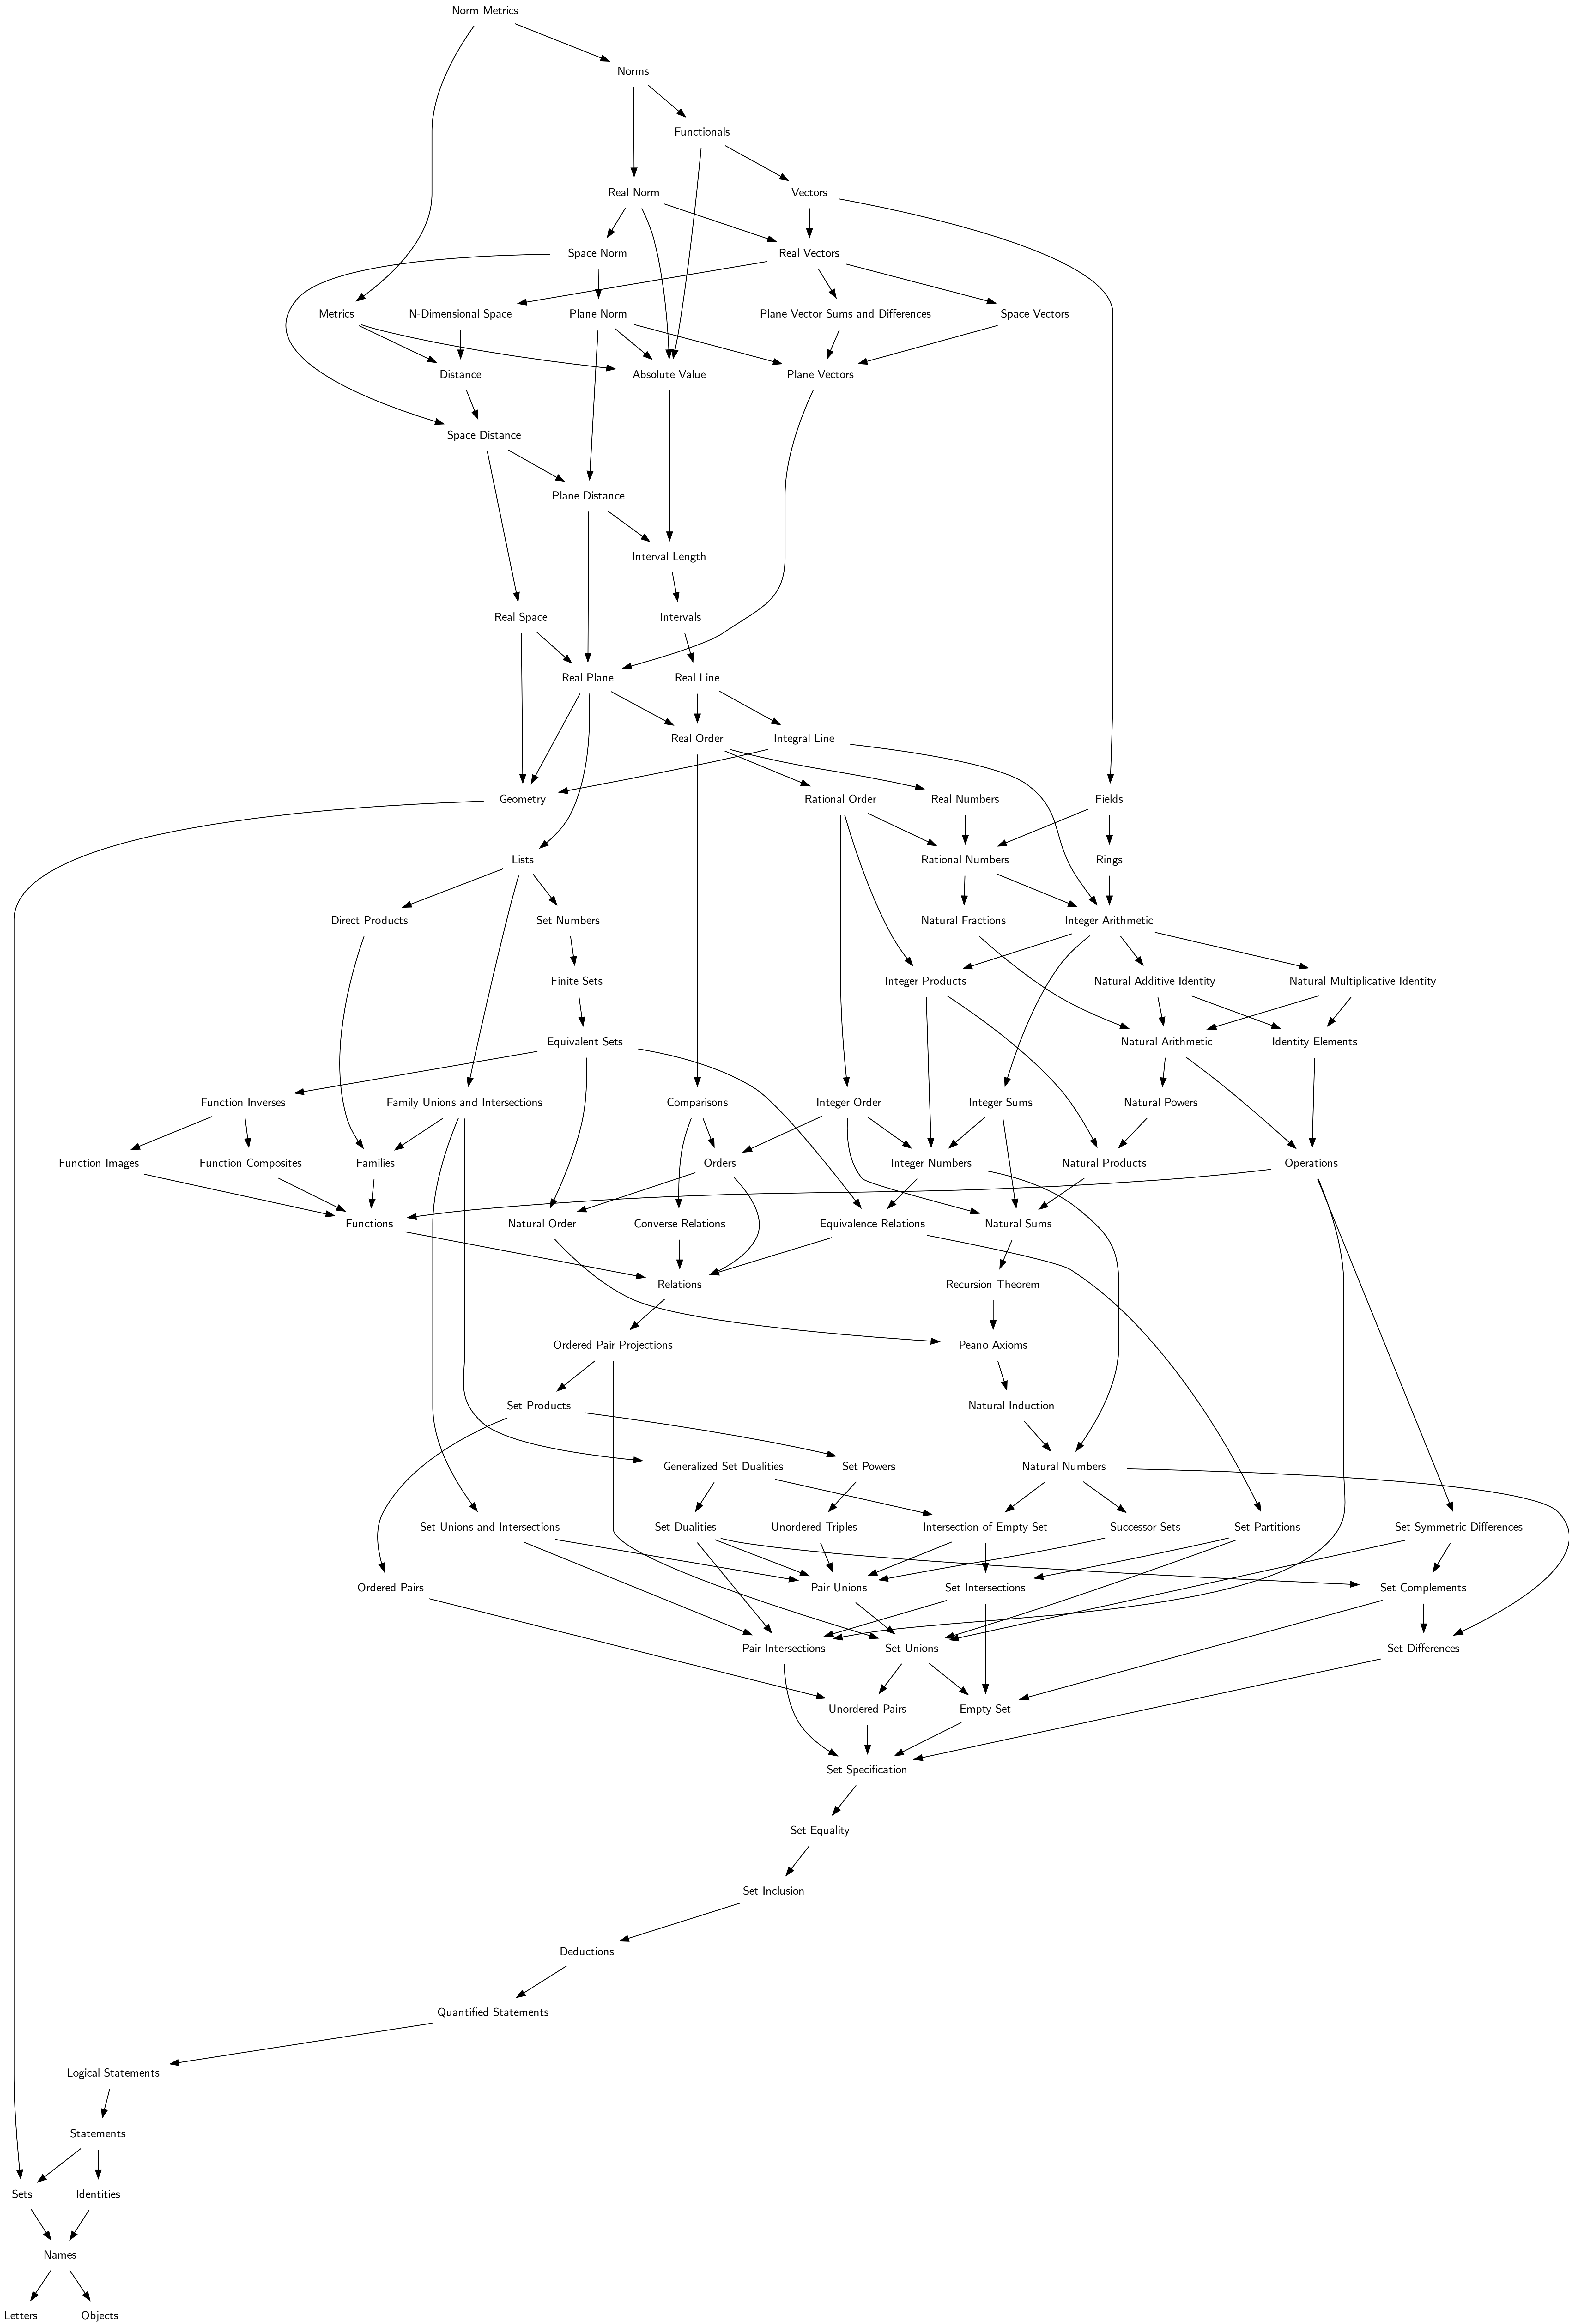 Norm Metrics
Norms
Functionals
Real Norm
Vectors
Space Norm
Real Vectors
Metrics
N-Dimensional Space
Plane Norm
Plane Vector Sums and Differences
Space Vectors
Distance
Absolute Value
Plane Vectors
Space Distance
Plane Distance
Interval Length
Real Space
Intervals
Real Plane
Real Line
Real Order
Integral Line
Geometry
Rational Order
Real Numbers
Fields
Lists
Rational Numbers
Rings
Direct Products
Set Numbers
Natural Fractions
Integer Arithmetic
Finite Sets
Integer Products
Natural Additive Identity
Natural Multiplicative Identity
Equivalent Sets
Natural Arithmetic
Identity Elements
Function Inverses
Family Unions and Intersections
Comparisons
Integer Order
Integer Sums
Natural Powers
Function Images
Function Composites
Families
Orders
Integer Numbers
Natural Products
Operations
Functions
Natural Order
Converse Relations
Equivalence Relations
Natural Sums
Relations
Recursion Theorem
Ordered Pair Projections
Peano Axioms
Set Products
Natural Induction
Generalized Set Dualities
Set Powers
Natural Numbers
Set Unions and Intersections
Set Dualities
Unordered Triples
Intersection of Empty Set
Successor Sets
Set Partitions
Set Symmetric Differences
Ordered Pairs
Pair Unions
Set Intersections
Set Complements
Pair Intersections
Set Unions
Set Differences
Unordered Pairs
Empty Set
Set Specification
Set Equality
Set Inclusion
Deductions
Quantified Statements
Logical Statements
Statements
Sets
Identities
Names
Letters
Objects